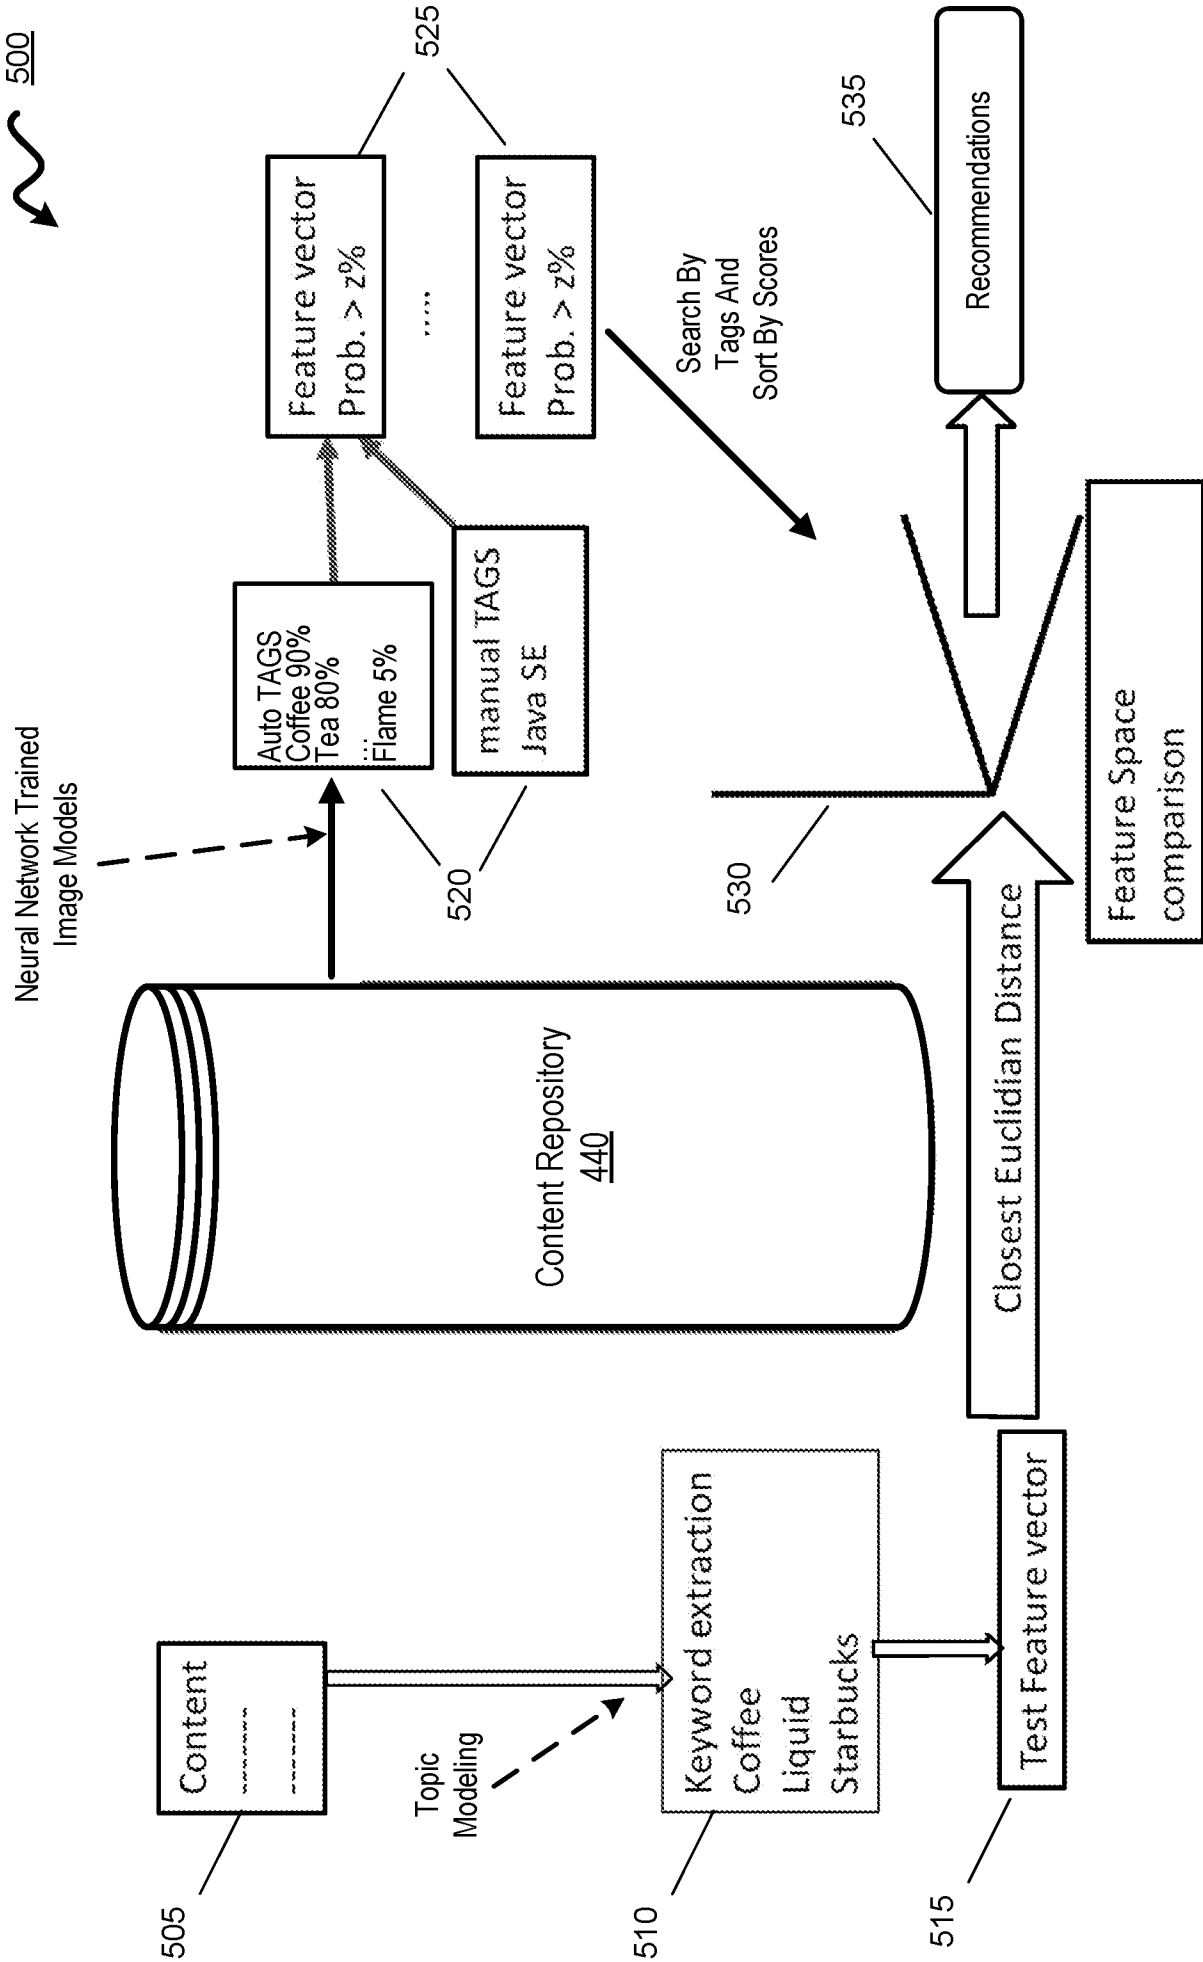 500
Neural Network Trained
Image Models
Content
--------
------
505
Topic
Modeling
Keyword extraction
Coffee
Liquid
Starbucks
510
Test Feature vector
515
Content Repository
440
Auto TAGS
Coffee 90%
Tea 80%
...
Flame 5%
manual TAGS
Java SE
520
Feature vector
Prob. > z%
.....
Feature vector
Prob. > z%
525
Search By
Tags And
Sort By Scores
Closest Euclidian Distance
530
Feature Space
comparison
Recommendations
535